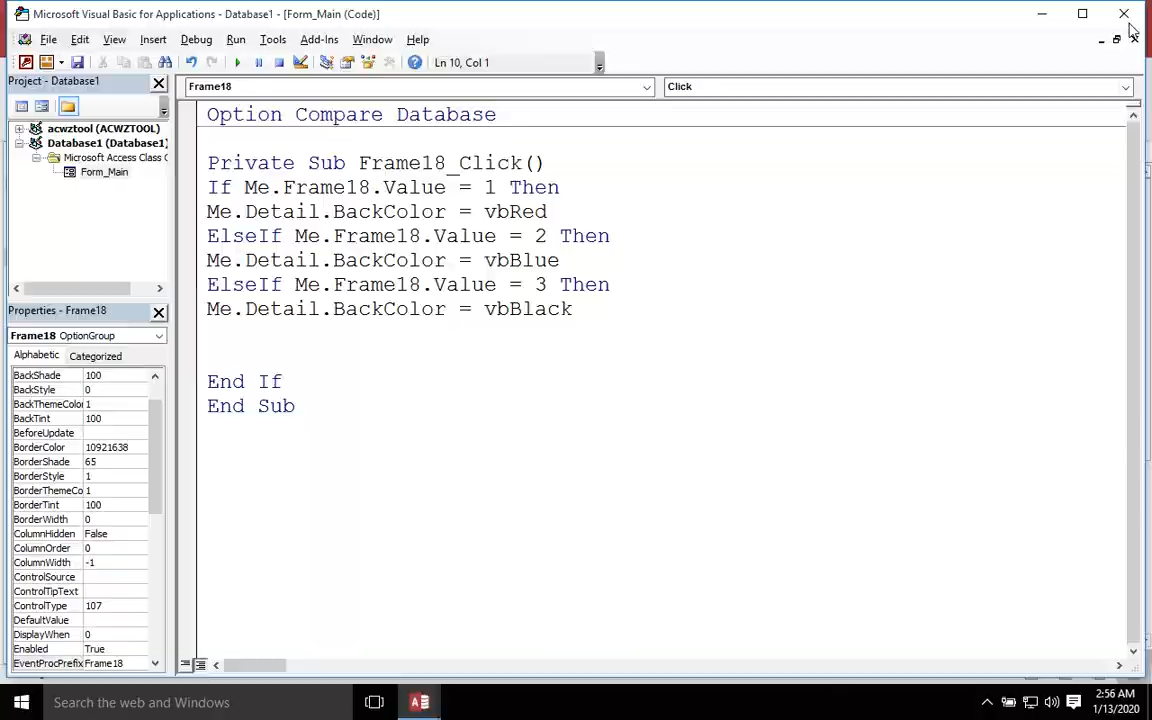 Microsoft Visual Basic for Applications - Database1 - [Form_Main (Code)]
File Edit View Insert Debug Run Tools Add-Ins Window Help
Ln 10, Col 1
Project - Database1
acwztool (ACWZTOOL)
Database1 (Database1)
Microsoft Access Class
Form_Main
Properties - Frame18
Frame18 OptionGroup
Alphabetic Categorized
BackShade 100
BackStyle 0
BackThemeColor 1
BackTint 100
BeforeUpdate
BorderColor 10921638
BorderShade 65
BorderStyle 1
BorderThemeCo 1
BorderTint 100
BorderWidth 0
ColumnHidden False
ColumnOrder 0
ColumnWidth -1
ControlSource
ControlTipText
ControlType 107
DefaultValue
DisplayWhen 0
Enabled True
EventProcPrefix Frame18
Frame18 Click
Option Compare Database
Private Sub Frame18_Click()
If Me.Frame18.Value = 1 Then
Me.Detail.BackColor = vbRed
ElseIf Me.Frame18.Value = 2 Then
Me.Detail.BackColor = vbBlue
ElseIf Me.Frame18.Value = 3 Then
Me.Detail.BackColor = vbBlack
End If
End Sub
Search the web and Windows
2:56 AM
1/13/2020